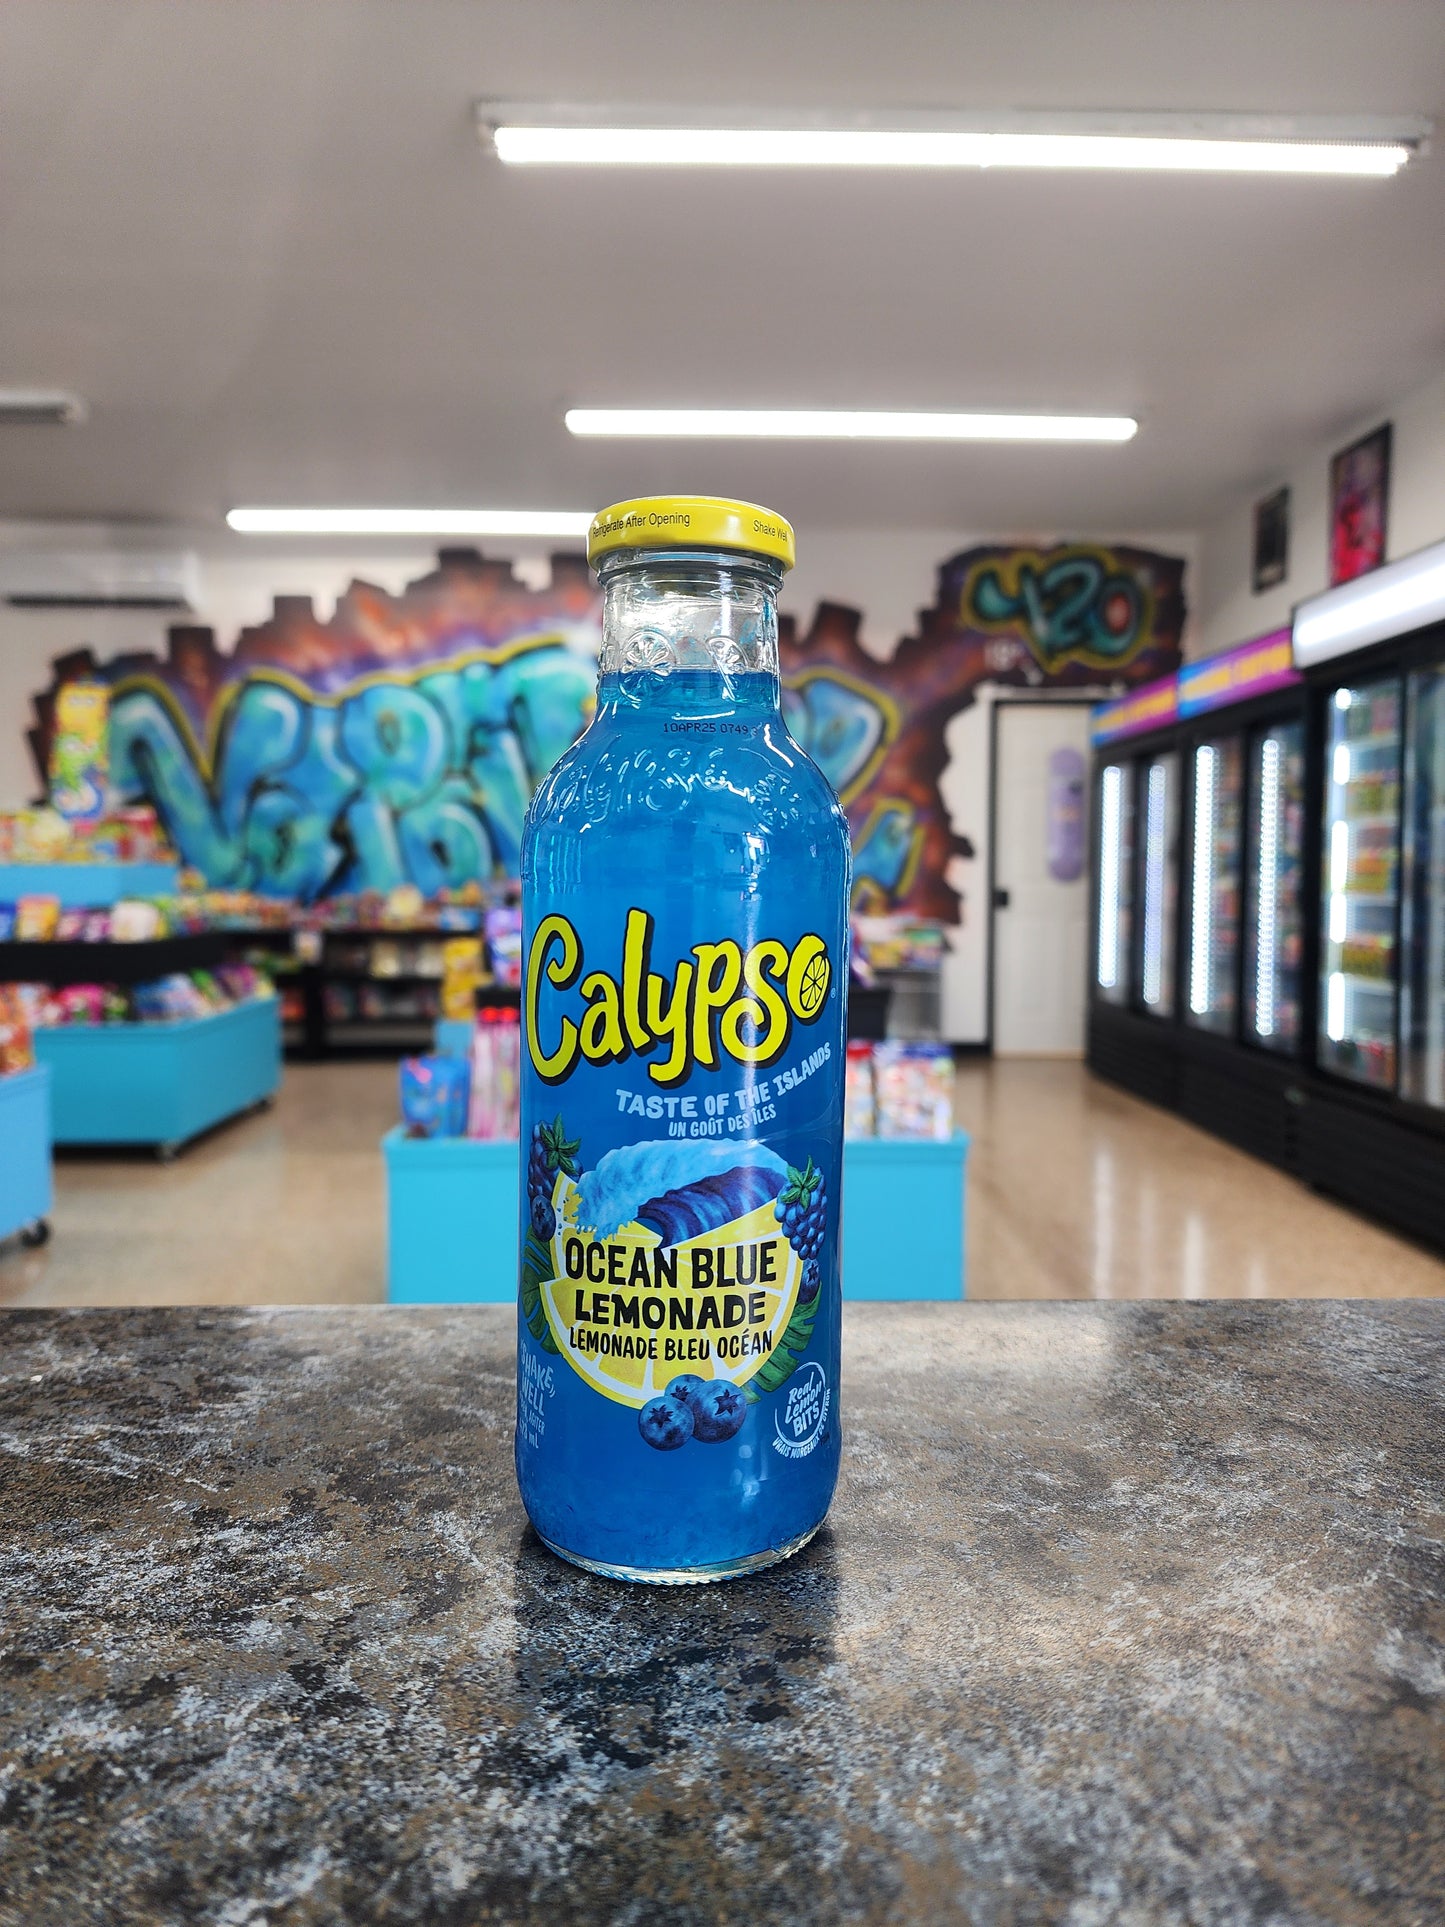 Refrigerate After Opening
Shake Well
420
10APR25 0749
Calypso
TASTE OF THE ISLANDS
UN GOÛT DES ÎLES
OCEAN BLUE
LEMONADE
LEMONADE BLEU OCÉAN
SHAKE,
WELL
Real
Lemon
BITS